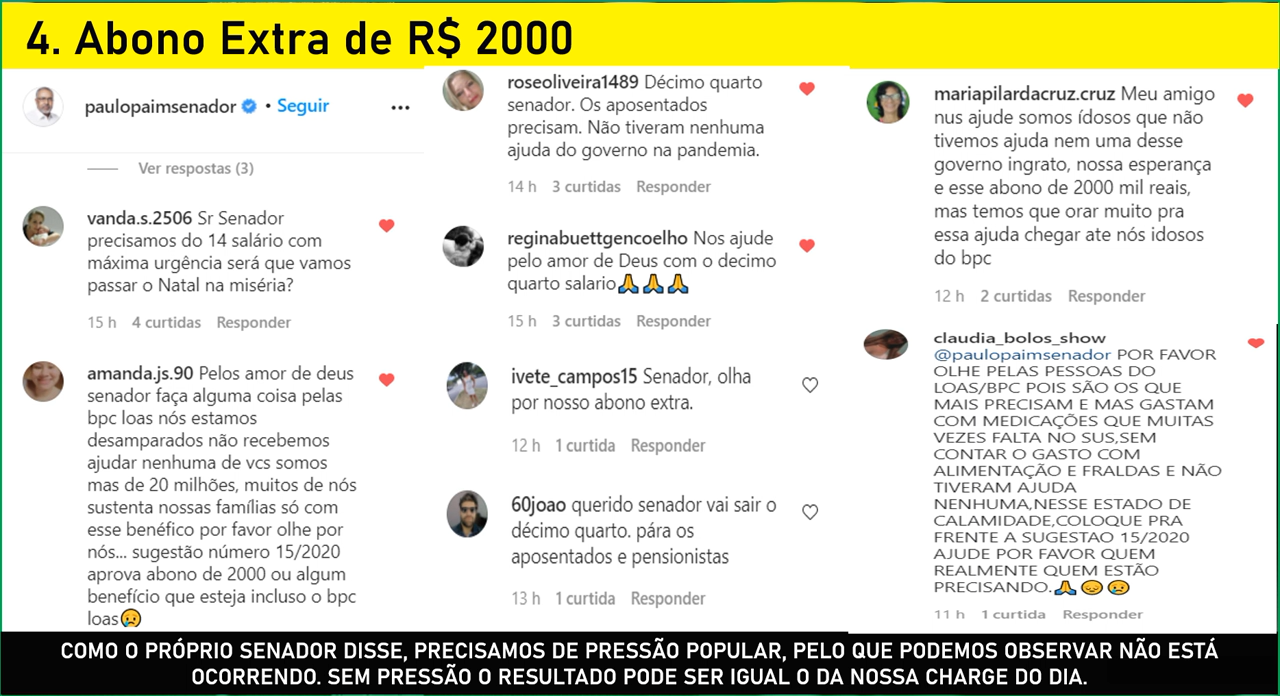 4. Abono Extra de R$ 2000
paulopaimsenador • Seguir
Ver respostas (3)
vanda.s.2506 Sr Senador
precisamos do 14 salário com
máxima urgência será que vamos
passar o Natal na miséria?
15 h 4 curtidas Responder
amanda.js.90 Pelos amor de deus
senador faça alguma coisa pelas
bpc loas nós estamos
desamparados não recebemos
ajudar nenhuma de vcs somos
mas de 20 milhões, muitos de nós
sustenta nossas famílias só com
esse benéfico por favor olhe por
nós... sugestão número 15/2020
aprova abono de 2000 ou algum
benefício que esteja incluso o bpc
loas😢
roseoliveira1489 Décimo quarto
senador. Os aposentados
precisam. Não tiveram nenhuma
ajuda do governo na pandemia.
14 h 3 curtidas Responder
reginabuettgencoelho Nos ajude
pelo amor de Deus com o decimo
quarto salario🙏🙏🙏
15 h 3 curtidas Responder
ivete_campos15 Senador, olha
por nosso abono extra.
12 h 1 curtida Responder
60joao querido senador vai sair o
décimo quarto. pára os
aposentados e pensionistas
13 h 1 curtida Responder
mariapilardacruz.cruz Meu amigo
nus ajude somos ídosos que não
tivemos ajuda nem uma desse
governo ingrato, nossa esperança
e esse abono de 2000 mil reais,
mas temos que orar muito pra
essa ajuda chegar ate nós idosos
do bpc
12 h 2 curtidas Responder
claudia_bolos_show
@paulopaimsenador POR FAVOR
OLHE PELAS PESSOAS DO
LOAS/BPC POIS SÃO OS QUE
MAIS PRECISAM E MAS GASTAM
COM MEDICAÇÕES QUE MUITAS
VEZES FALTA NO SUS,SEM
CONTAR O GASTO COM
ALIMENTAÇÃO E FRALDAS E NÃO
TIVERAM AJUDA
NENHUMA,NESSE ESTADO DE
CALAMIDADE,COLOQUE PRA
FRENTE A SUGESTAO 15/2020
AJUDE POR FAVOR QUEM
REALMENTE QUEM ESTÃO
PRECISANDO.🙏😔😢
11 h 1 curtida Responder
COMO O PRÓPRIO SENADOR DISSE, PRECISAMOS DE PRESSÃO POPULAR, PELO QUE PODEMOS OBSERVAR NÃO ESTÁ
OCORRENDO. SEM PRESSÃO O RESULTADO PODE SER IGUAL O DA NOSSA CHARGE DO DIA.